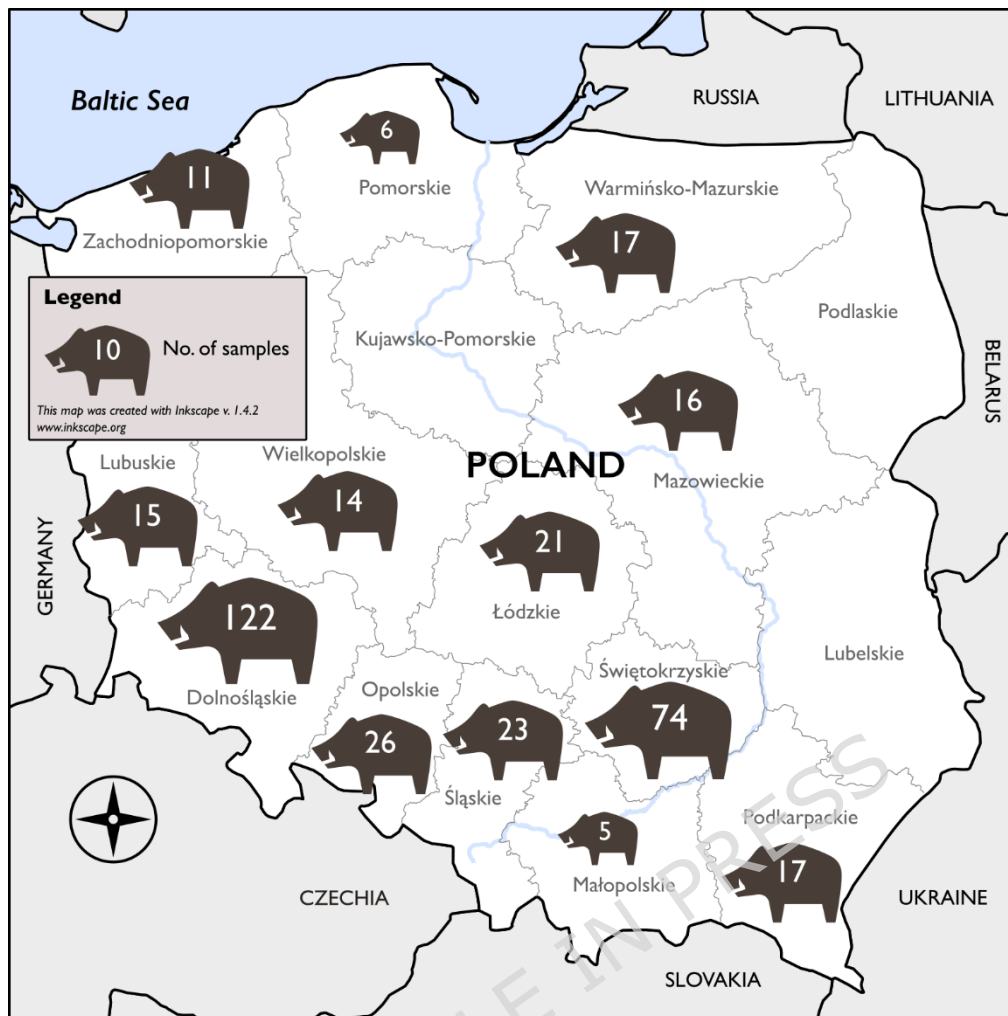 Baltic Sea
RUSSIA
LITHUANIA
6
Pomorskie
11
Zachodniopomorskie
Warmińsko-Mazurskie
17
Legend
10
No. of samples
This map was created with Inkscape v. 1.4.2
www.inkscape.org
Kujawsko-Pomorskie
Podlaskie
BELARUS
16
Mazowieckie
POLAND
Lubuskie
15
Wielkopolskie
14
21
Łódzkie
GERMANY
122
Dolnośląskie
Lubelskie
Opolskie
26
23
Śląskie
Świętokrzyskie
74
5
Małopolskie
Podkarpackie
17
CZECHIA
UKRAINE
SLOVAKIA
LE IN PRESS